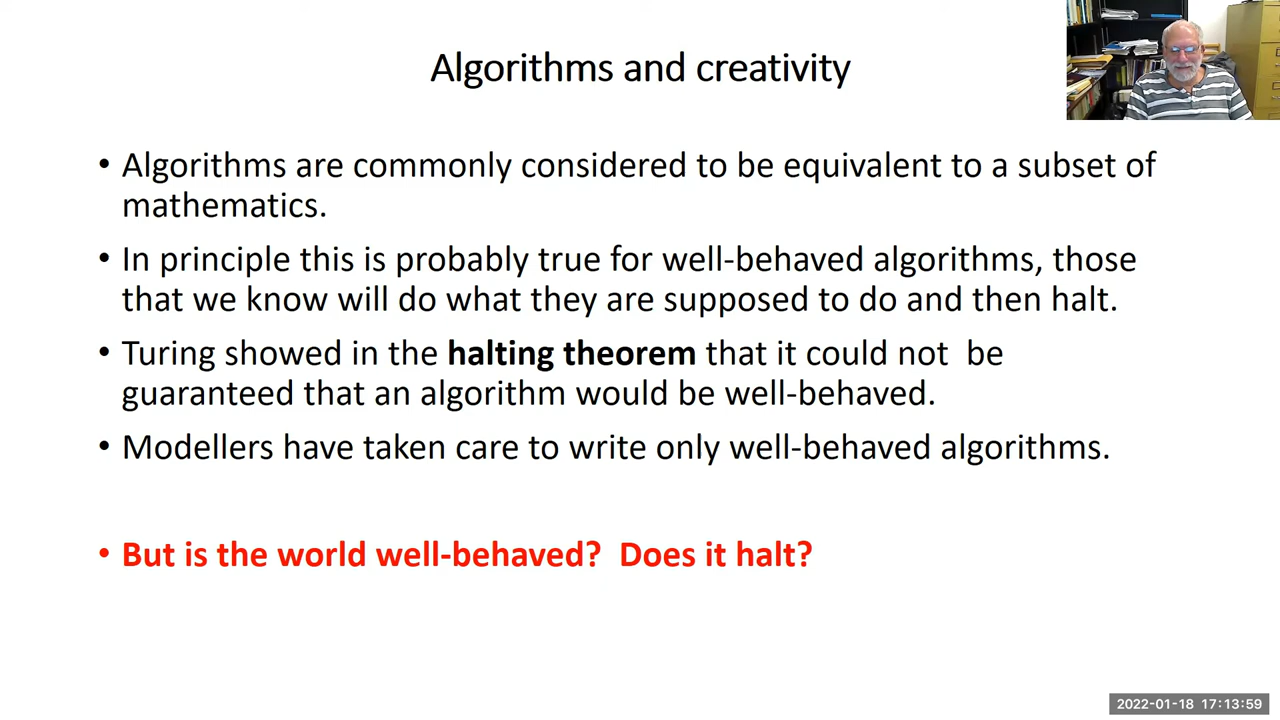 Algorithms and creativity
• Algorithms are commonly considered to be equivalent to a subset of
mathematics.
• In principle this is probably true for well-behaved algorithms, those
that we know will do what they are supposed to do and then halt.
• Turing showed in the halting theorem that it could not  be
guaranteed that an algorithm would be well-behaved.
• Modellers have taken care to write only well-behaved algorithms.
• But is the world well-behaved?  Does it halt?
2022-01-18  17:13:59